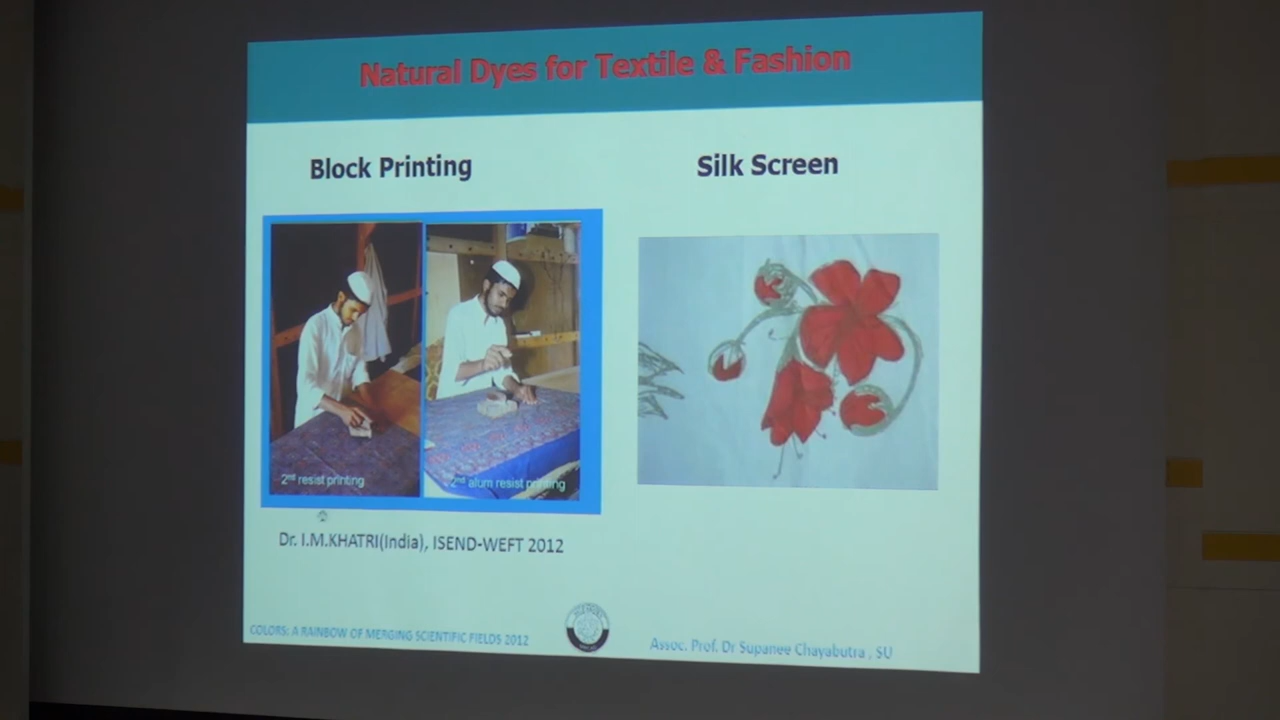 Natural Dyes for Textile & Fashion
Block Printing
Silk Screen
2nd resist printing
2nd alum resist printing
Dr. I.M.KHATRI(India), ISEND-WEFT 2012
COLORS: A RAINBOW OF MERGING SCIENTIFIC FIELDS 2012
Assoc. Prof. Dr Supanee Chayabutra , SU